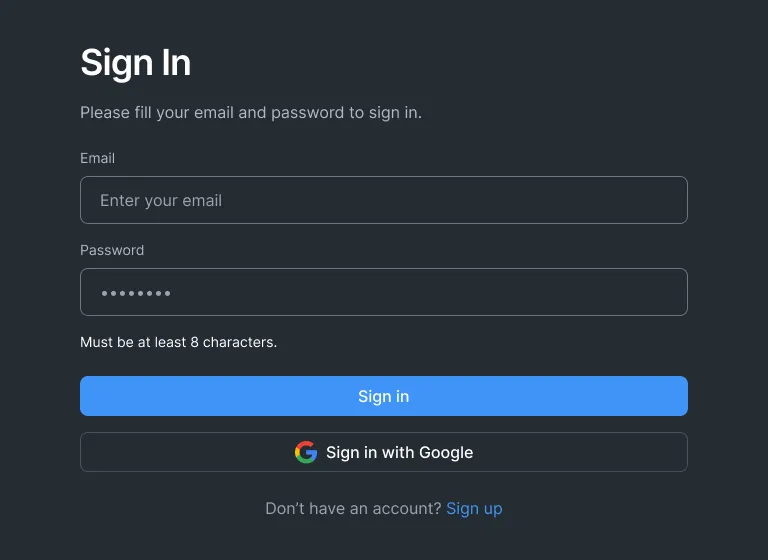 Sign In
Please fill your email and password to sign in.
Email
Enter your email
Password
••••••••
Must be at least 8 characters.
Sign in
Sign in with Google
Don’t have an account? Sign up